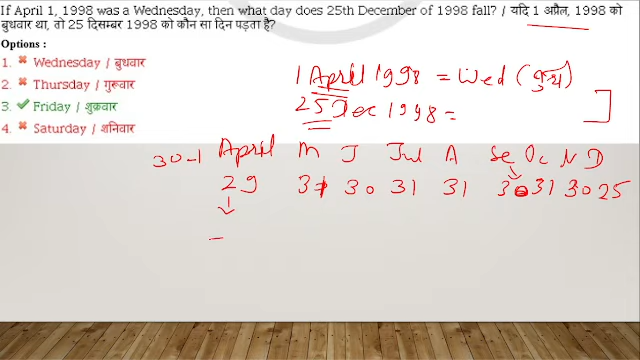 If April 1, 1998 was a Wednesday, then what day does 25th December of 1998 fall? / यदि 1 अप्रैल, 1998 को
बुधवार था, तो 25 दिसम्बर 1998 को कौन सा दिन पड़ता है?
Options :
1. Wednesday / बुधवार
2. Thursday / गुरूवार
3. Friday / शुक्रवार
4. Saturday / शनिवार
1 April 1998 = Wed
25 Dec 1998 =
30-1 April M J Jul A Se Oc N D
29 31 30 31 31 30 31 30 25